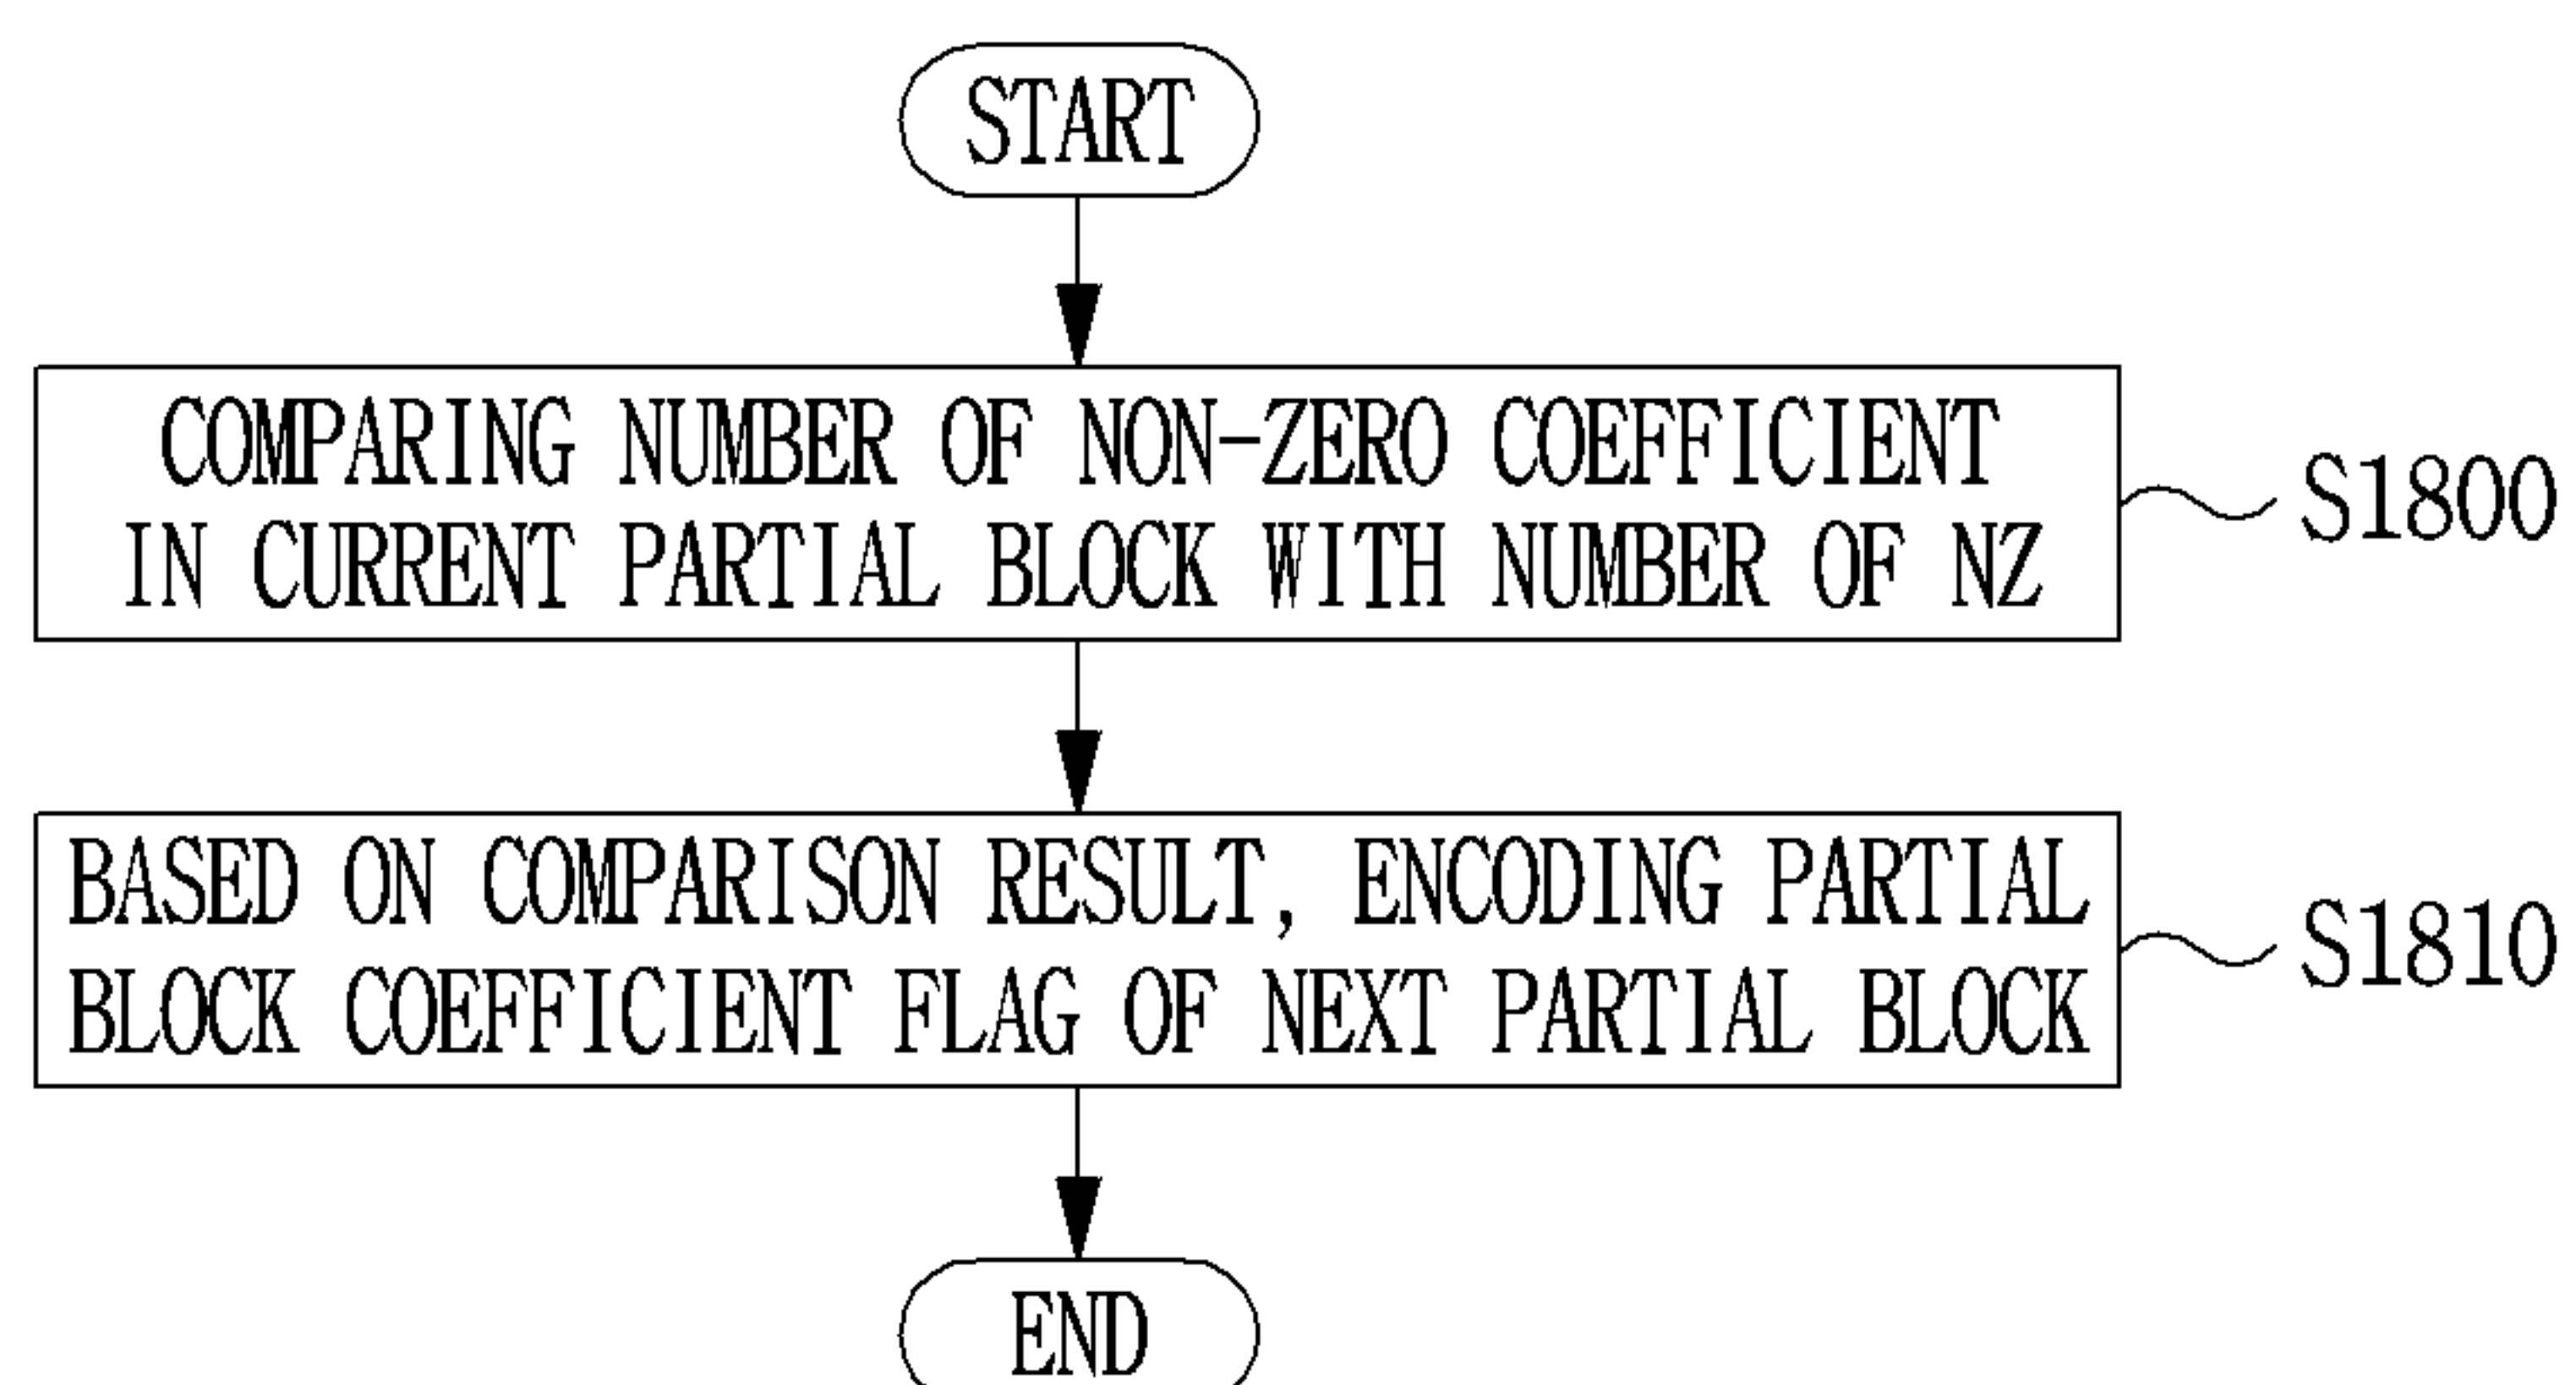 START
COMPARING NUMBER OF NON-ZERO COEFFICIENT
IN CURRENT PARTIAL BLOCK WITH NUMBER OF NZ
S1800
BASED ON COMPARISON RESULT, ENCODING PARTIAL
BLOCK COEFFICIENT FLAG OF NEXT PARTIAL BLOCK
S1810
END